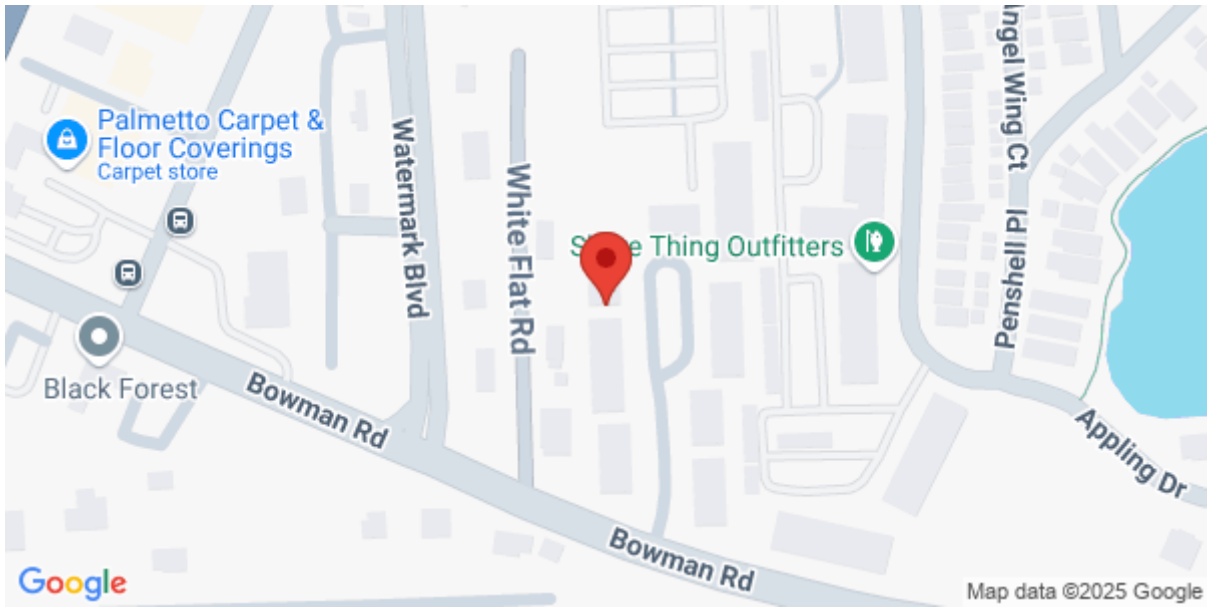 Angel Wing Ct
Palmetto Carpet &
Floor Coverings
Carpet store
Watermark Blvd
White Flat Rd
Thing Outfitters
Penshell Pl
Black Forest
Bowman Rd
Appling Dr
Bowman Rd
Google
Map data ©2025 Google